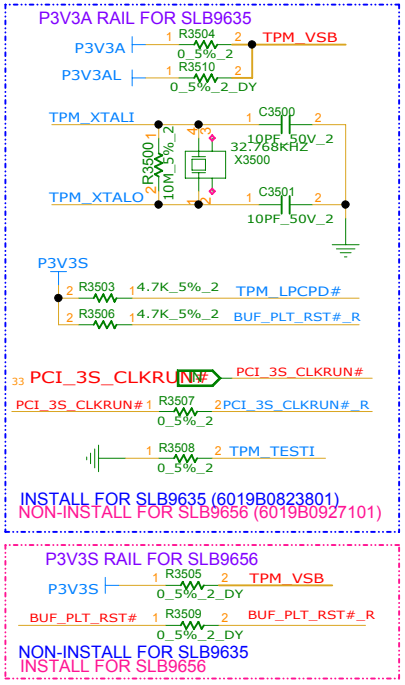 P3V3A RAIL FOR SLB9635
P3V3A 1 R3504 2 TPM_VSB
0_5%_2
P3V3AL 1 R3510 2
0_5%_2_DY
TPM_XTALI
1 C3500 2
10PF_50V_2
1 R3500 2
10M_5%_2
4 3
32.768KHZ
X3500
1 2
TPM_XTALO
1 C3501 2
10PF_50V_2
P3V3S
2 R3503 1 4.7K_5%_2 TPM_LPCPD#
2 R3506 1 4.7K_5%_2 BUF_PLT_RST#_R
33 PCI_3S_CLKRUN# PCI_3S_CLKRUN#
PCI_3S_CLKRUN# 1 R3507 2 PCI_3S_CLKRUN#_R
0_5%_2
1 R3508 2 TPM_TESTI
0_5%_2
INSTALL FOR SLB9635 (6019B0823801)
NON-INSTALL FOR SLB9656 (6019B0927101)
P3V3S RAIL FOR SLB9656
P3V3S 1 R3505 2 TPM_VSB
0_5%_2_DY
BUF_PLT_RST# 1 R3509 2 BUF_PLT_RST#_R
0_5%_2_DY
NON-INSTALL FOR SLB9635
INSTALL FOR SLB9656